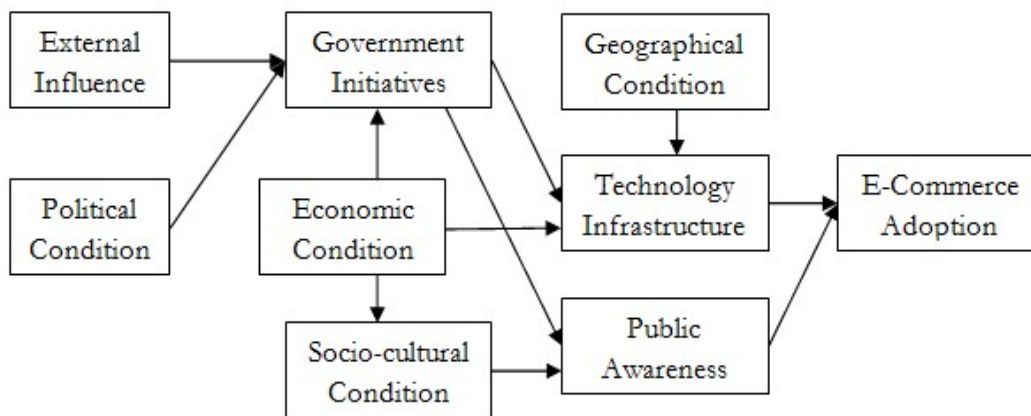 External
Influence
Government
Initiatives
Geographical
Condition
Political
Condition
Economic
Condition
Technology
Infrastructure
E-Commerce
Adoption
Socio-cultural
Condition
Public
Awareness